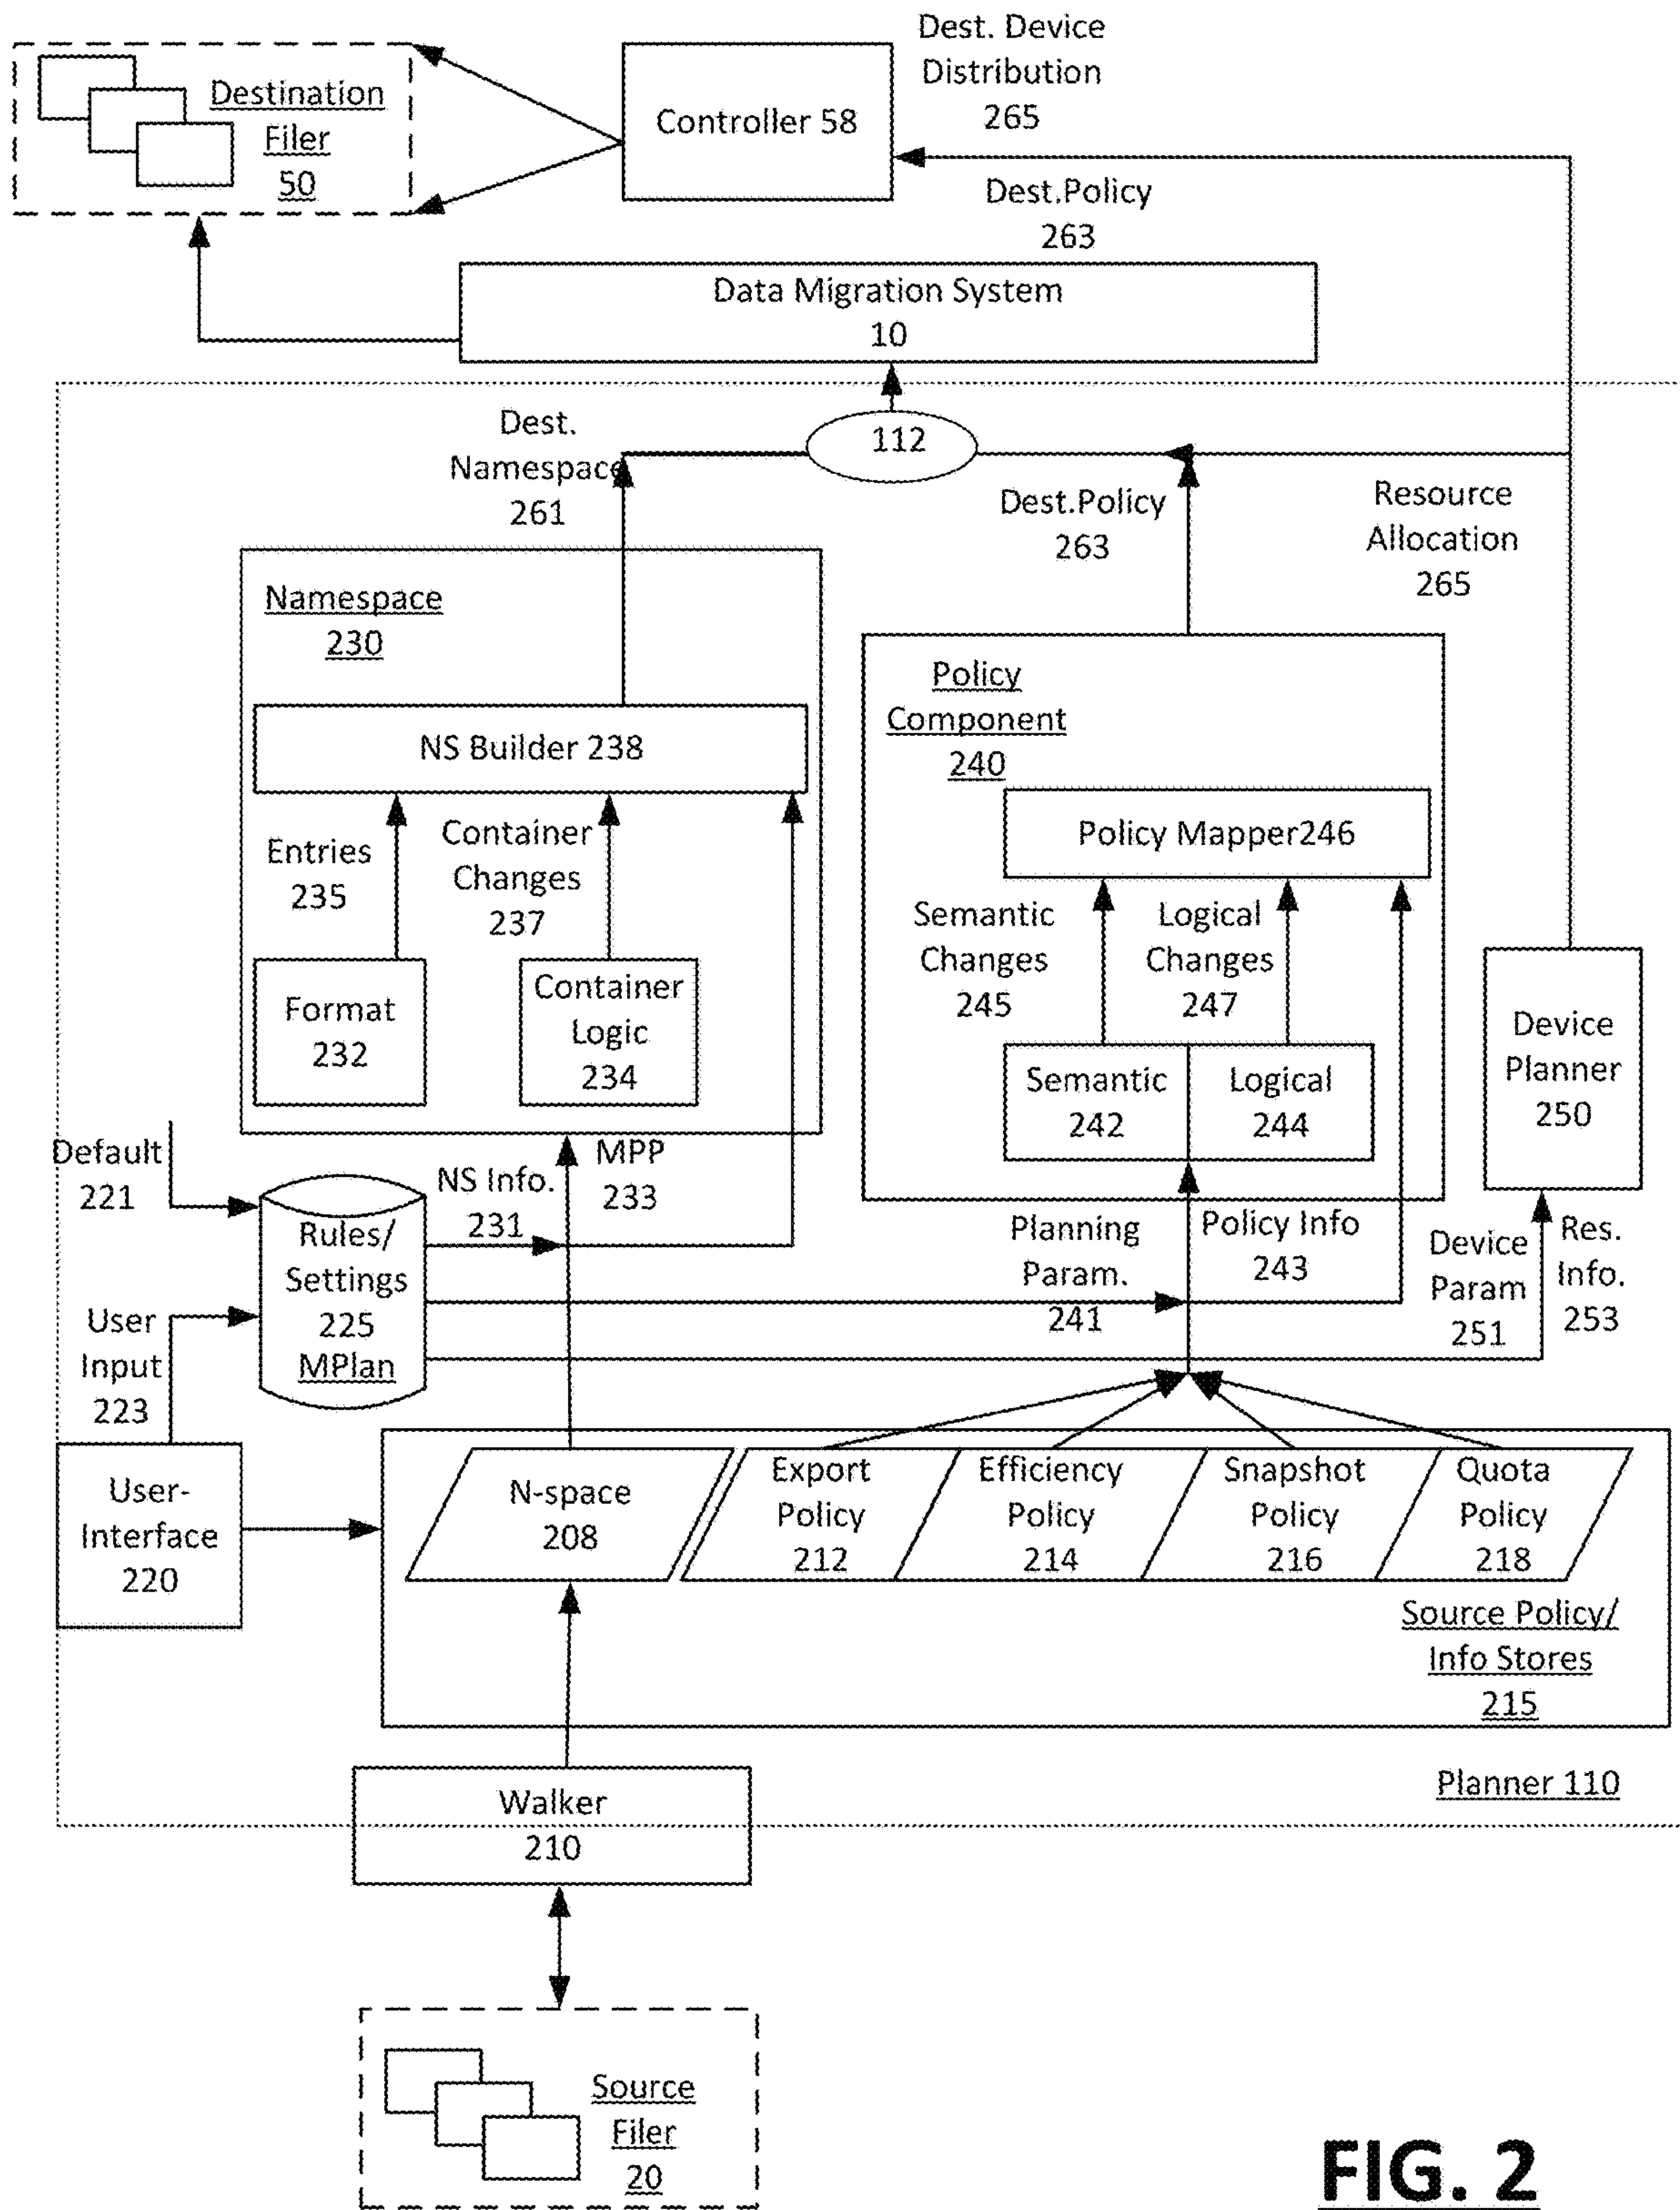 Dest. Device
Distribution
265
Destination
Filer
50
Controller 58
Dest.Policy
263
Data Migration System
10
112
Dest.
Namespace
261
Dest.Policy
263
Resource
Allocation
265
Namespace
230
NS Builder 238
Entries
235
Container
Changes
237
Format
232
Container
Logic
234
Policy
Component
240
Policy Mapper246
Semantic
Changes
245
Logical
Changes
247
Semantic
242
Logical
244
Device
Planner
250
Default
221
NS Info.
231
MPP
233
Rules/
Settings
225
MPlan
User
Input
223
Planning
Param.
241
Policy Info
243
Device
Param
251
Res.
Info.
253
User-
Interface
220
N-space
208
Export
Policy
212
Efficiency
Policy
214
Snapshot
Policy
216
Quota
Policy
218
Source Policy/
Info Stores
215
Planner 110
Walker
210
Source
Filer
20
FIG. 2